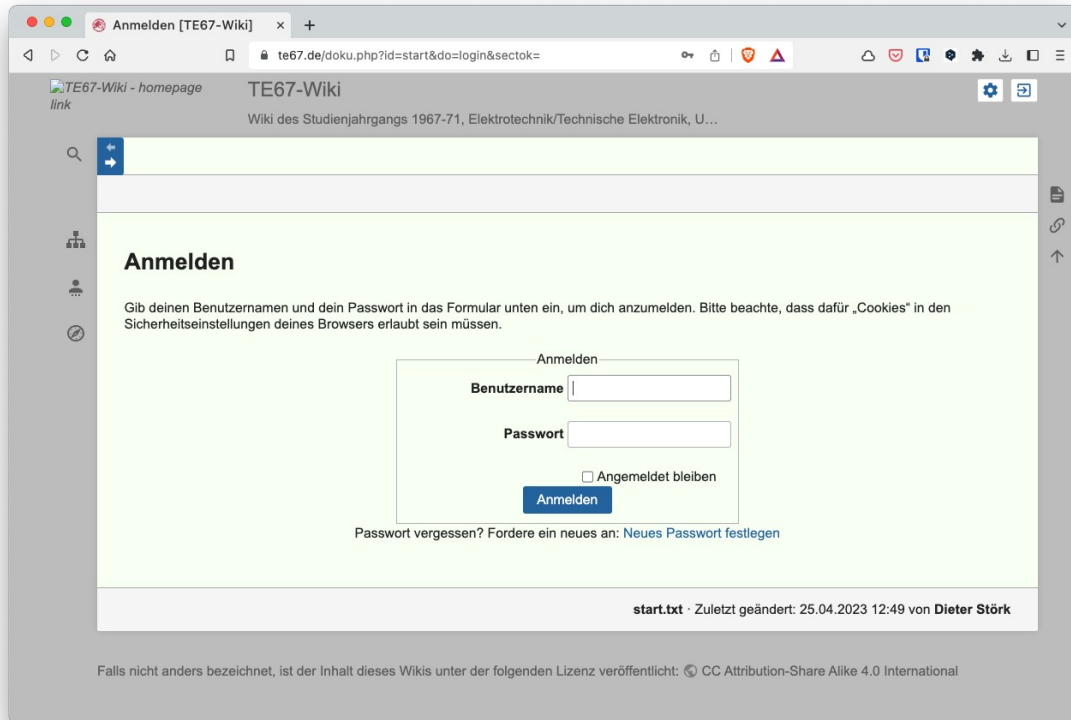 Anmelden [TE67-Wiki]
te67.de/doku.php?id=start&do=login&sectok=
TE67-Wiki - homepage
link
TE67-Wiki
Wiki des Studienjahrgangs 1967-71, Elektrotechnik/Technische Elektronik, U…
Anmelden
Gib deinen Benutzernamen und dein Passwort in das Formular unten ein, um dich anzumelden. Bitte beachte, dass dafür „Cookies“ in den
Sicherheitseinstellungen deines Browsers erlaubt sein müssen.
Anmelden
Benutzername
Passwort
Angemeldet bleiben
Anmelden
Passwort vergessen? Fordere ein neues an: Neues Passwort festlegen
start.txt · Zuletzt geändert: 25.04.2023 12:49 von Dieter Störk
Falls nicht anders bezeichnet, ist der Inhalt dieses Wikis unter der folgenden Lizenz veröffentlicht: CC Attribution-Share Alike 4.0 International